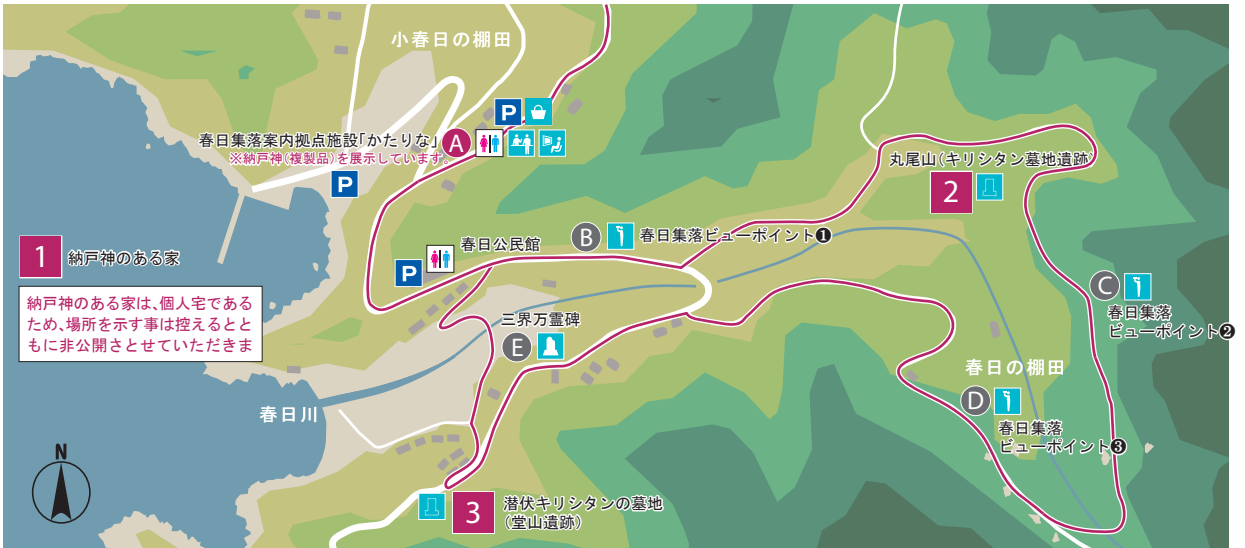 小春日の棚田
P
春日集落案内拠点施設「かたりな」
A
※納戸神(複製品)を展示しています。
P
丸尾山(キリシタン墓地遺跡
2
1
納戸神のある家
納戸神のある家は、個人宅である
ため、場所を示す事は控えるとと
もに非公開さとせていただきま
P
春日公民館
B
春日集落ビューポイント❶
C
春日集落
ビューポイント❷
三界万霊碑
E
春日の棚田
D
春日集落
ビューポイント❸
春日川
N
3
潜伏キリシタンの墓地
(堂山遺跡)